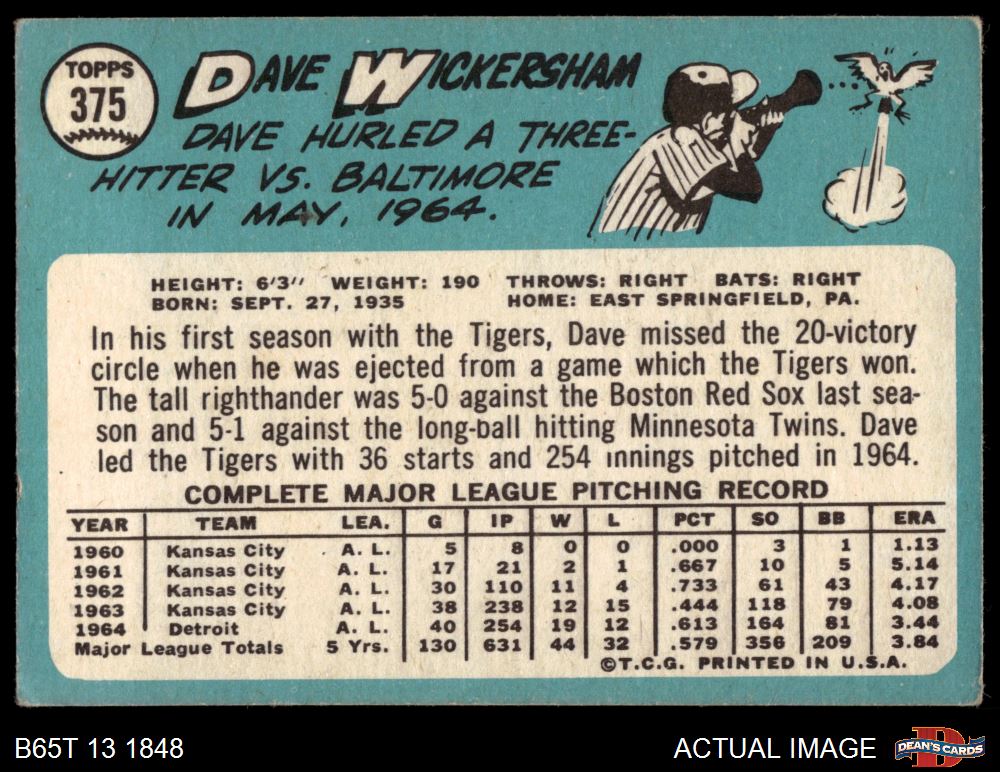 TOPPS
375
DAVE WICKERSHAM
DAVE HURLED A THREE-
HITTER VS. BALTIMORE
IN MAY, 1964.
HEIGHT: 6'3" WEIGHT: 190 THROWS: RIGHT BATS: RIGHT
BORN: SEPT. 27, 1935 HOME: EAST SPRINGFIELD, PA.
In his first season with the Tigers, Dave missed the 20-victory
circle when he was ejected from a game which the Tigers won.
The tall righthander was 5-0 against the Boston Red Sox last sea-
son and 5-1 against the long-ball hitting Minnesota Twins. Dave
led the Tigers with 36 starts and 254 innings pitched in 1964.
COMPLETE MAJOR LEAGUE PITCHING RECORD
YEAR TEAM LEA. G IP W L PCT SO BB ERA
1960 Kansas City A. L. 5 8 0 0 .000 3 1 1.13
1961 Kansas City A. L. 17 21 2 1 .667 10 5 5.14
1962 Kansas City A. L. 30 110 11 4 .733 61 43 4.17
1963 Kansas City A. L. 38 238 12 15 .444 118 79 4.08
1964 Detroit A. L. 40 254 19 12 .613 164 81 3.44
Major League Totals 5 Yrs. 130 631 44 32 .579 356 209 3.84
©T.C.G. PRINTED IN U.S.A.
B65T 13 1848
ACTUAL IMAGE
D
DEAN'S CARDS